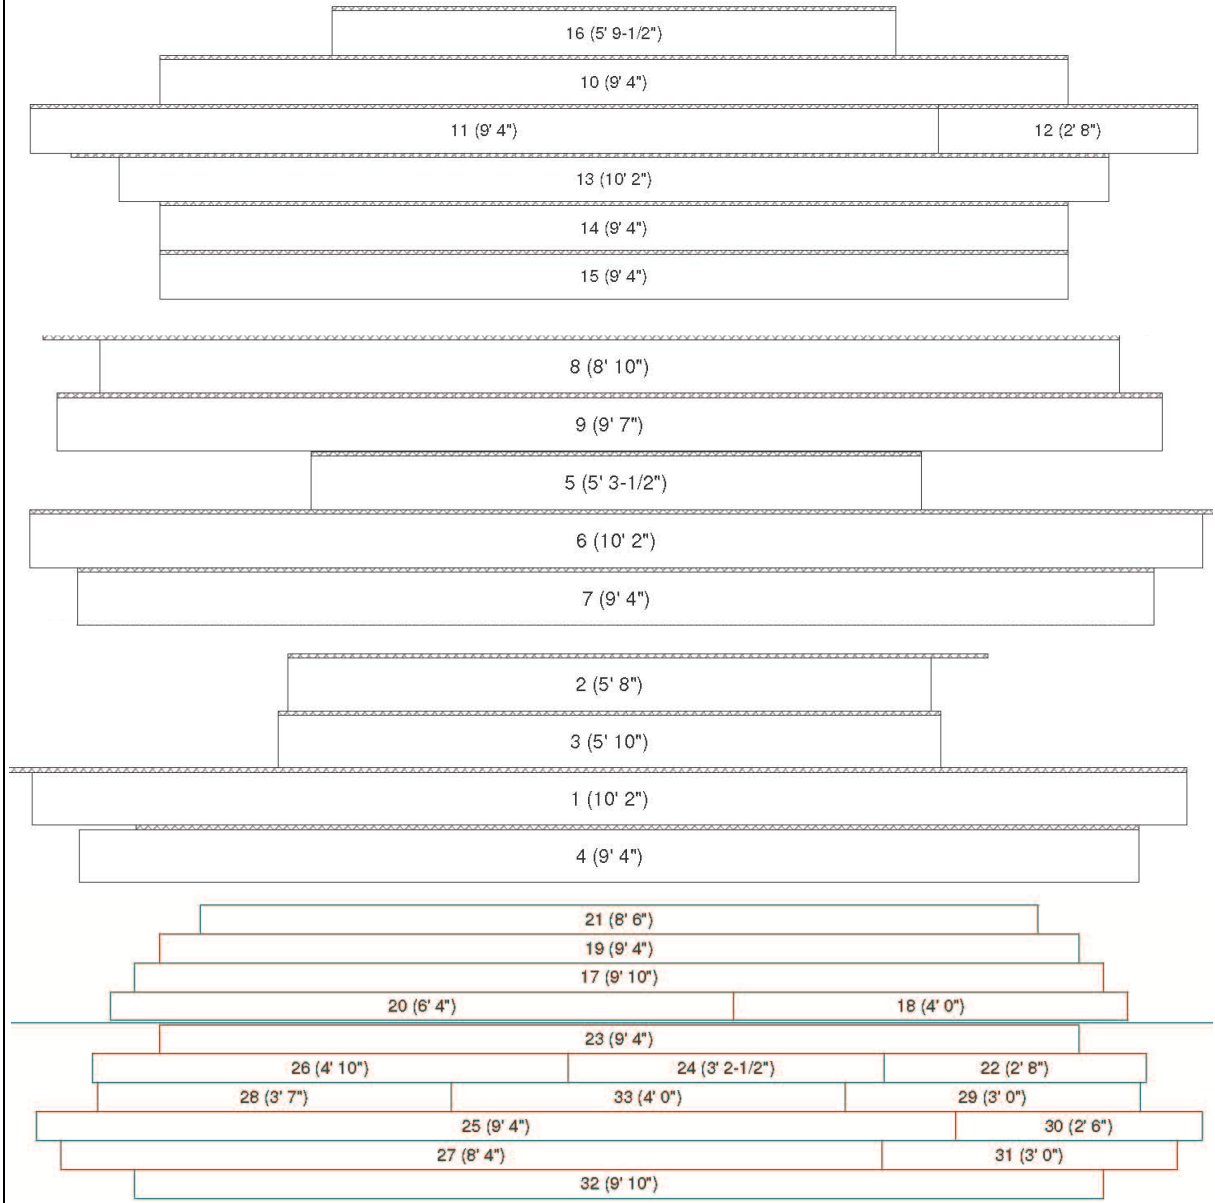 16 (5' 9-1/2")
10 (9' 4")
11 (9' 4") 12 (2' 8")
13 (10' 2")
14 (9' 4")
15 (9' 4")
8 (8' 10")
9 (9' 7")
5 (5' 3-1/2")
6 (10' 2")
7 (9' 4")
2 (5' 8")
3 (5' 10")
1 (10' 2")
4 (9' 4")
21 (8' 6")
19 (9' 4")
17 (9' 10")
20 (6' 4") 18 (4' 0")
23 (9' 4")
26 (4' 10") 24 (3' 2-1/2") 22 (2' 8")
28 (3' 7") 33 (4' 0") 29 (3' 0")
25 (9' 4") 30 (2' 6")
27 (8' 4") 31 (3' 0")
32 (9' 10")